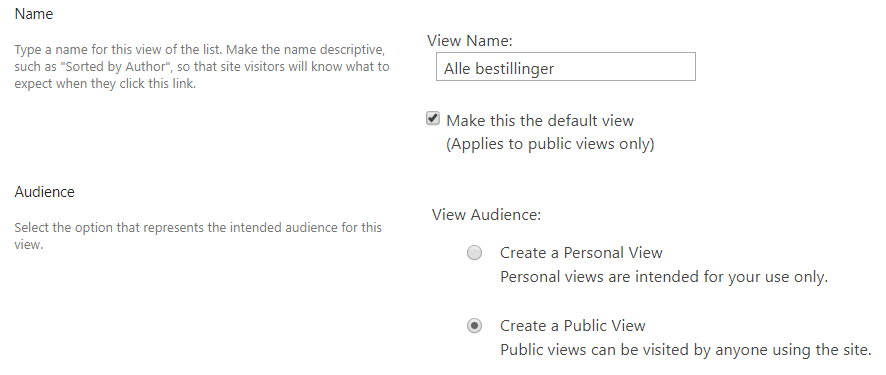 Name
Type a name for this view of the list. Make the name descriptive,
such as "Sorted by Author", so that site visitors will know what to
expect when they click this link.
View Name:
Alle bestillinger
Make this the default view
(Applies to public views only)
Audience
Select the option that represents the intended audience for this
view.
View Audience:
Create a Personal View
Personal views are intended for your use only.
Create a Public View
Public views can be visited by anyone using the site.